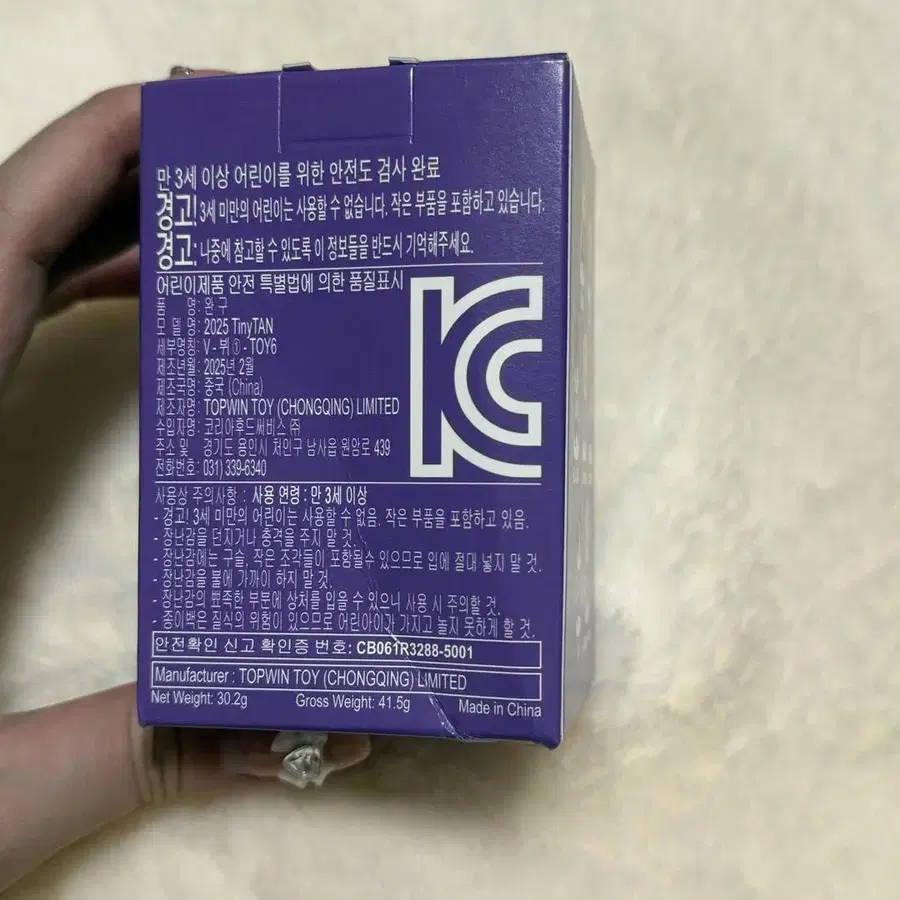 만 3세 이상 어린이를 위한 안전도 검사 완료
경고! 3세 미만의 어린이는 사용할 수 없습니다. 작은 부품을 포함하고 있습니다.
경고: 나중에 참고할 수 있도록 이 정보들을 반드시 기억해주세요.
어린이제품 안전 특별법에 의한 품질표시
품 명: 완구
모 델 명: 2025 TinyTAN
세부명칭: V - 뷔 ① - TOY6
제조년월: 2025년 2월
제조국명: 중국 (China)
제조자명: TOPWIN TOY (CHONGQING) LIMITED
수입자명: 코리아후드써비스 ㈜
주소 및 경기도 용인시 처인구 남사읍 원암로 439
전화번호: 031) 339-6340
KC
사용상 주의사항 : 사용 연령 : 만 3세 이상
- 경고! 3세 미만의 어린이는 사용할 수 없음. 작은 부품을 포함하고 있음.
- 장난감을 던지거나 충격을 주지 말 것.
- 장난감에는 구슬, 작은 조각들이 포함될수 있으므로 입에 절대 넣지 말 것.
- 장난감을 불에 가까이 하지 말 것.
- 장난감의 뾰족한 부분에 상처를 입을 수 있으니 사용 시 주의할 것.
- 종이백은 질식의 위험이 있으므로 어린아이가 가지고 놀지 못하게 할 것.
안전확인 신고 확인증 번호: CB061R3288-5001
Manufacturer : TOPWIN TOY (CHONGQING) LIMITED
Net Weight: 30.2g Gross Weight: 41.5g Made in China